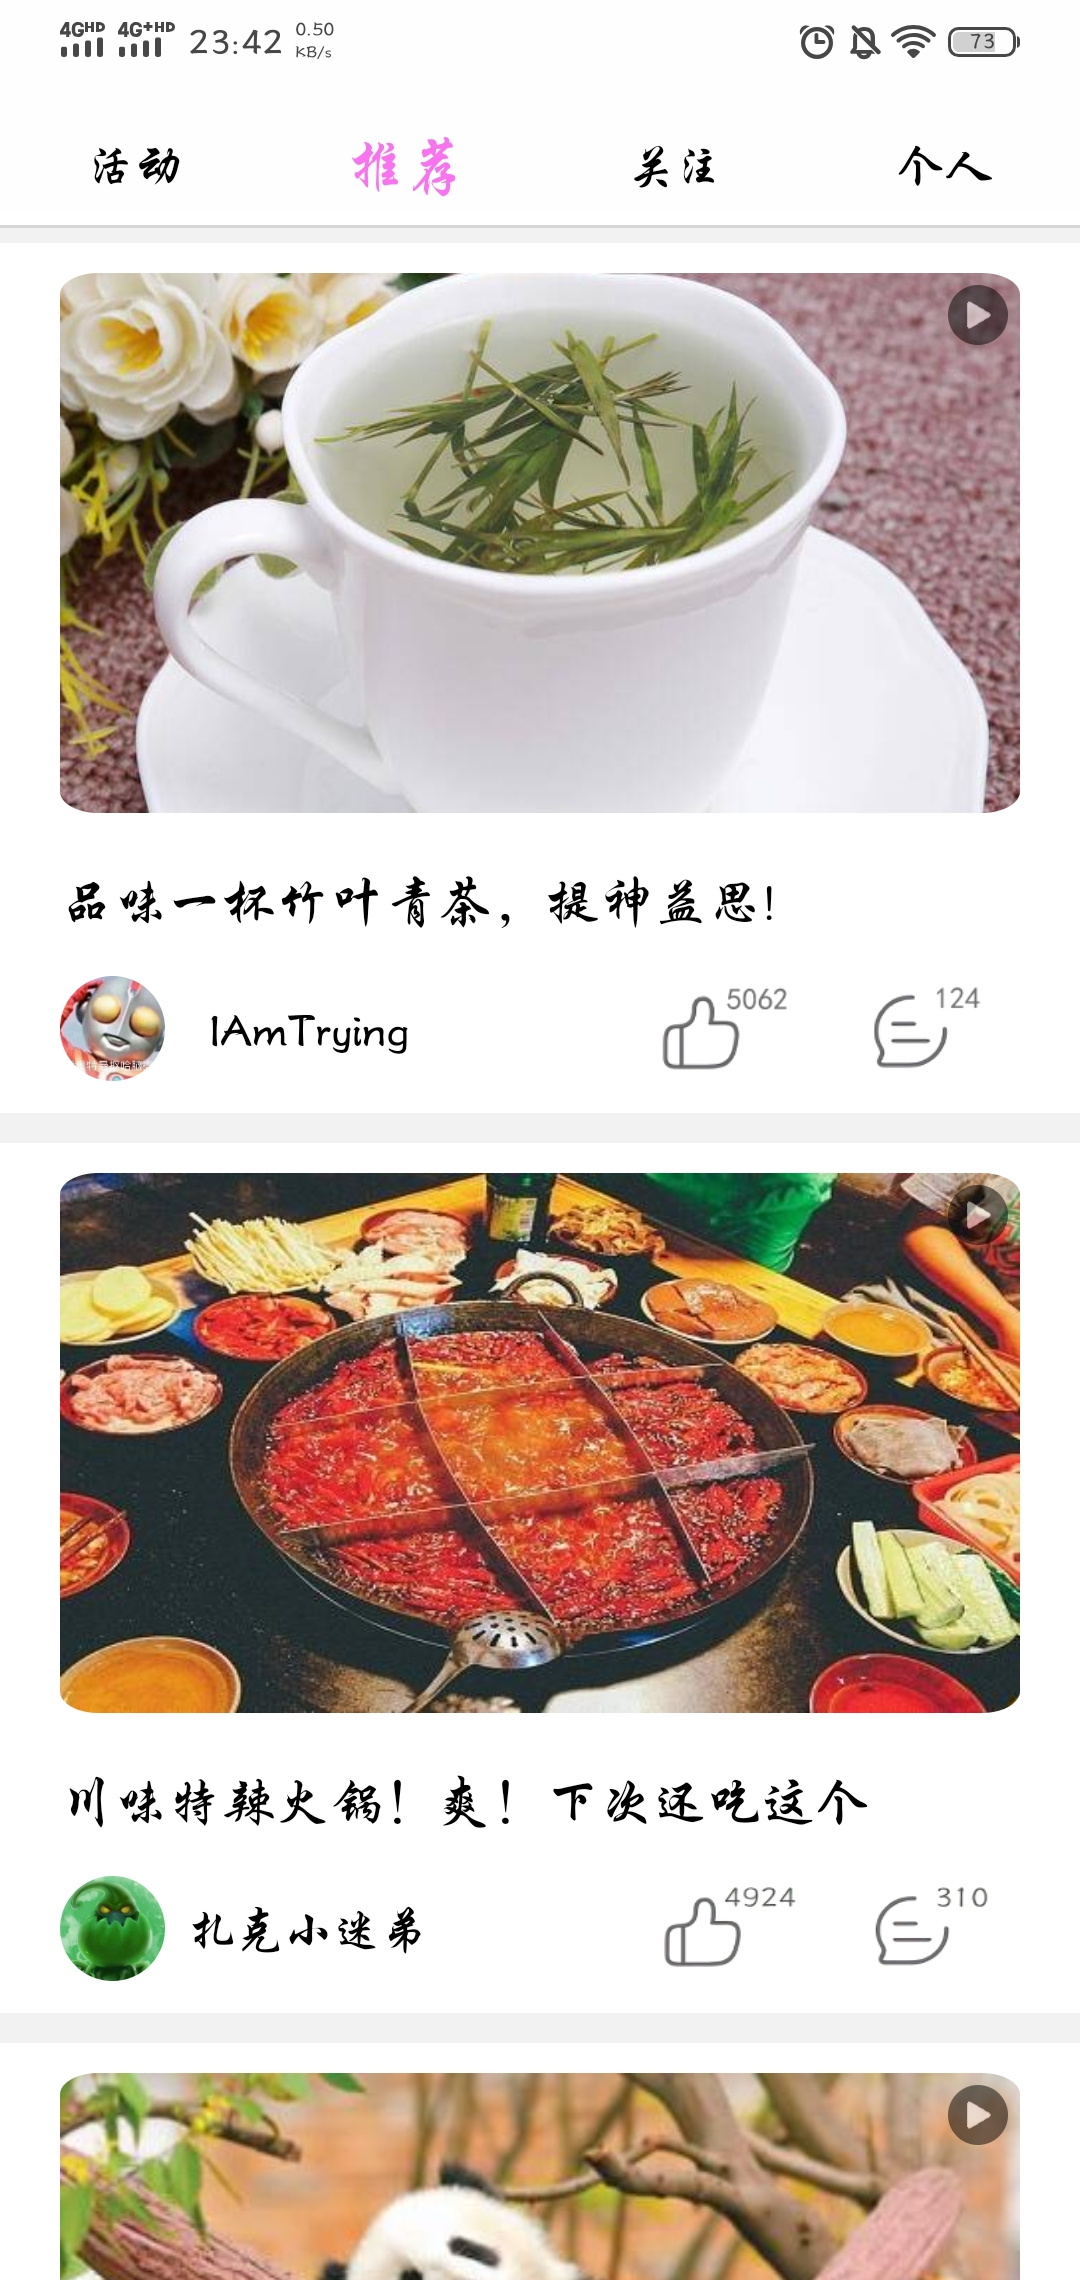 4GHD 4G+HD 23:42 0.50 KB/s 73
活动 推荐 关注 个人
品味一杯竹叶青茶，提神益思！
IAmTrying 5062 124
川味特辣火锅！爽！下次还吃这个
扎克小迷弟 4924 310